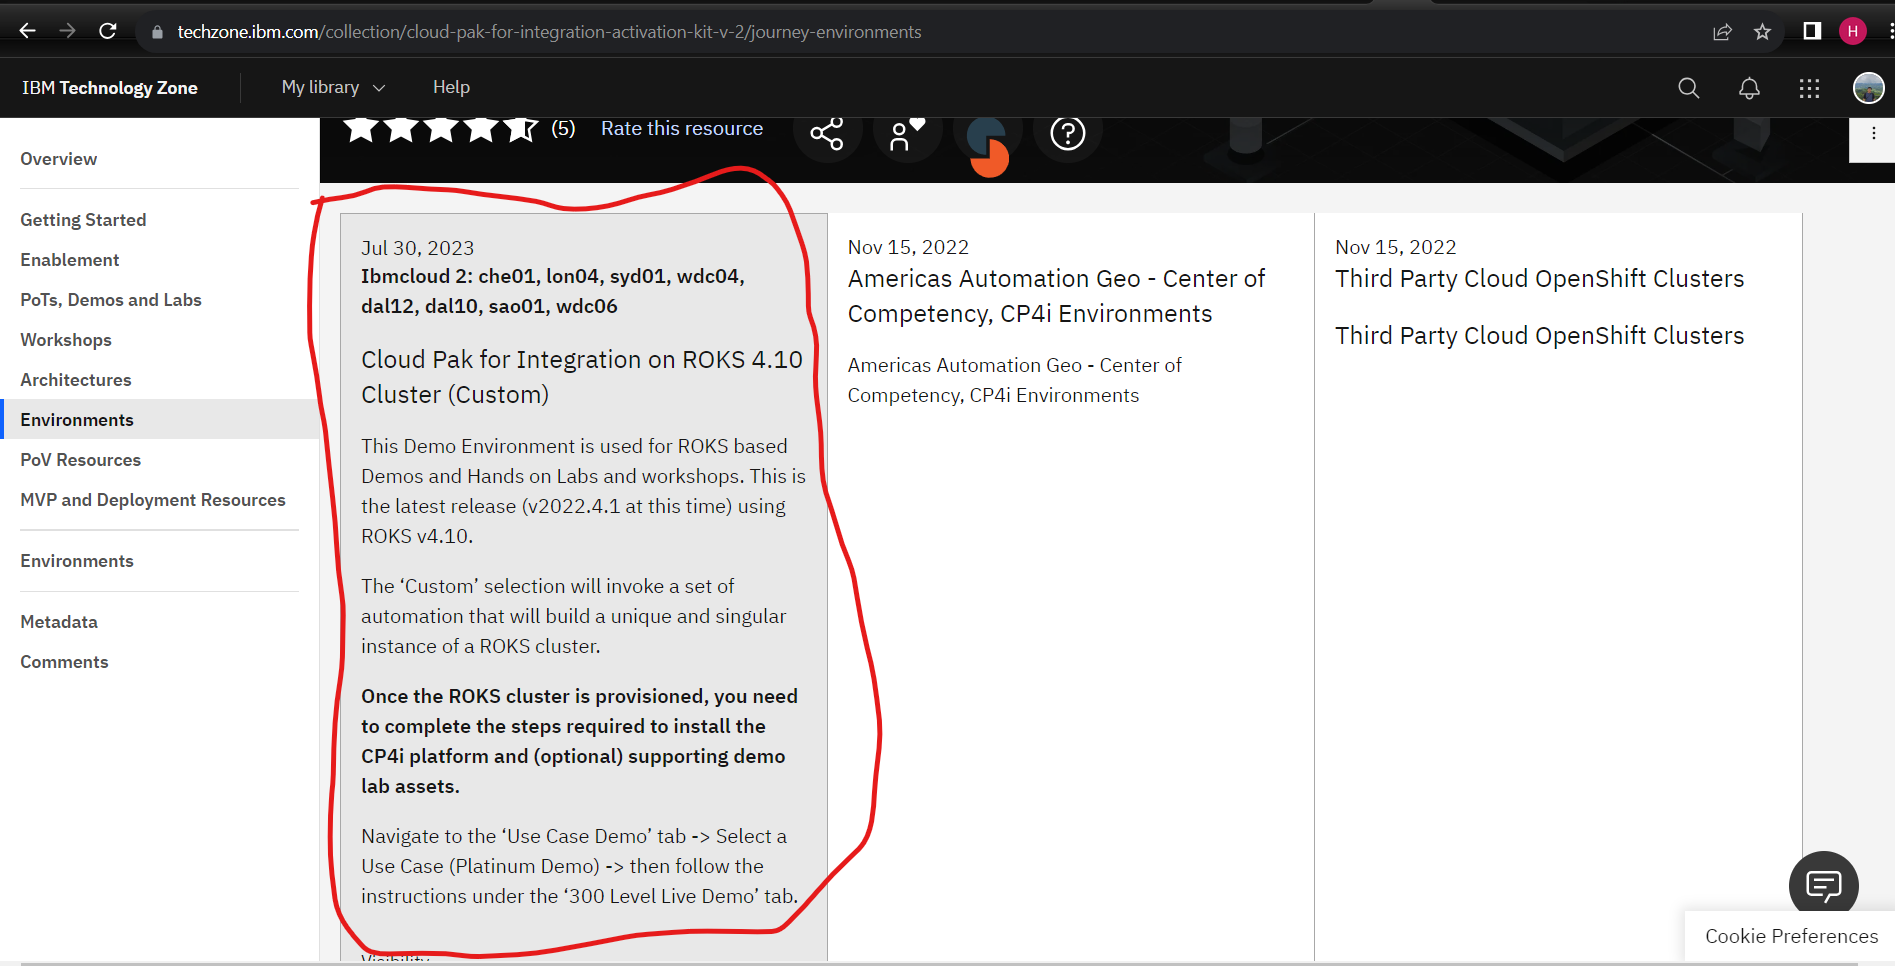 techzone.ibm.com/collection/cloud-pak-for-integration-activation-kit-v-2/journey-environments
H
IBM Technology Zone
My library
Help
(5)
Rate this resource
Overview
Getting Started
Enablement
PoTs, Demos and Labs
Workshops
Architectures
Environments
PoV Resources
MVP and Deployment Resources
Environments
Metadata
Comments
Jul 30, 2023
Ibmcloud 2: che01, lon04, syd01, wdc04,
dal12, dal10, sao01, wdc06
Cloud Pak for Integration on ROKS 4.10
Cluster (Custom)
This Demo Environment is used for ROKS based
Demos and Hands on Labs and workshops. This is
the latest release (v2022.4.1 at this time) using
ROKS v4.10.
The ‘Custom’ selection will invoke a set of
automation that will build a unique and singular
instance of a ROKS cluster.
Once the ROKS cluster is provisioned, you need
to complete the steps required to install the
CP4i platform and (optional) supporting demo
lab assets.
Navigate to the ‘Use Case Demo’ tab -> Select a
Use Case (Platinum Demo) -> then follow the
instructions under the ‘300 Level Live Demo’ tab.
Visibility
Nov 15, 2022
Americas Automation Geo - Center of
Competency, CP4i Environments
Americas Automation Geo - Center of
Competency, CP4i Environments
Nov 15, 2022
Third Party Cloud OpenShift Clusters
Third Party Cloud OpenShift Clusters
Cookie Preferences